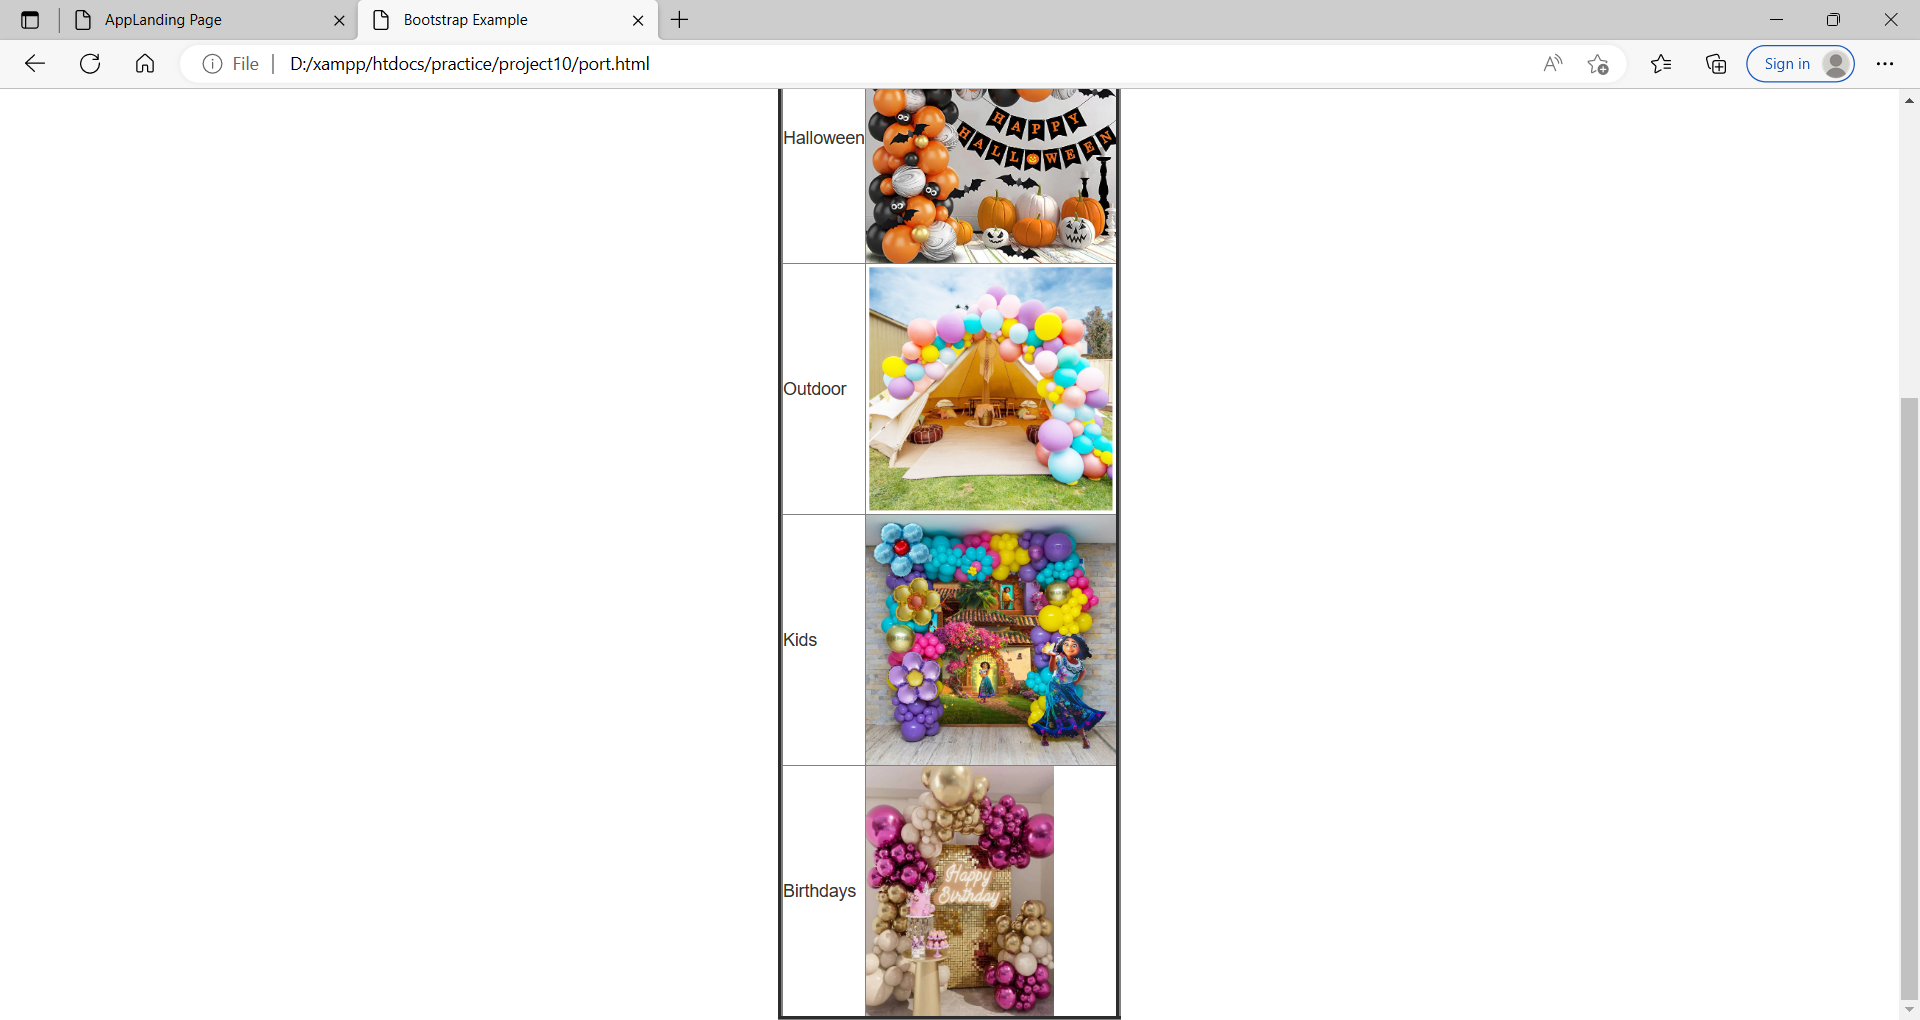 AppLanding Page
Bootstrap Example
File
D:/xampp/htdocs/practice/project10/port.html
Sign in
Halloween
HAPPY
HALLOWEEN
Outdoor
Kids
Birthdays
Happy
Birthday